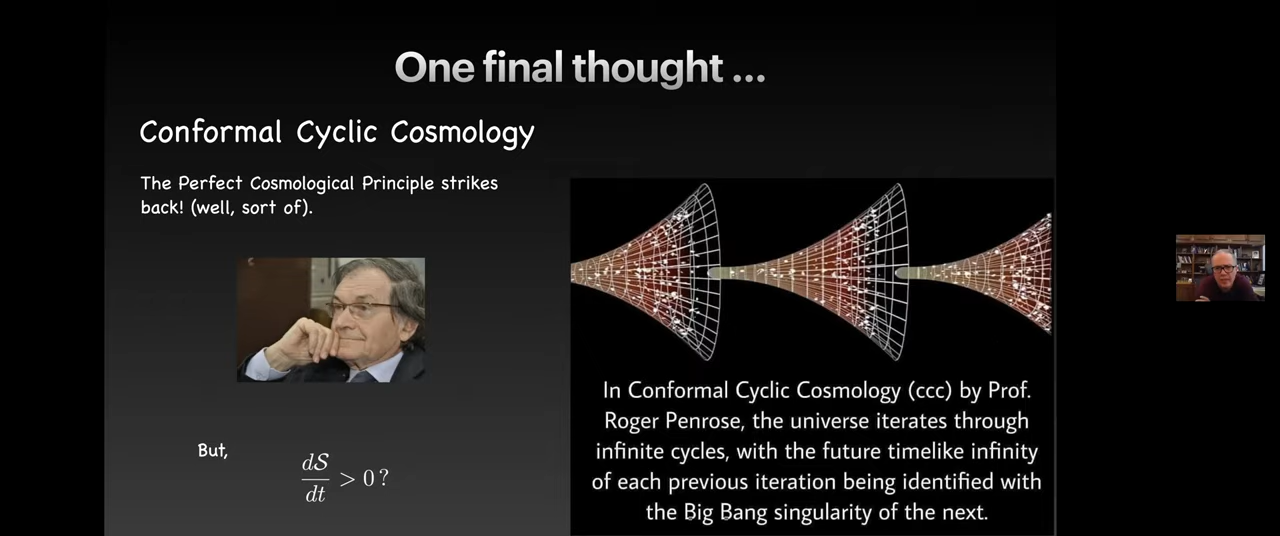 One final thought ...
Conformal Cyclic Cosmology
The Perfect Cosmological Principle strikes
back! (well, sort of).
But,
dS/dt > 0 ?
In Conformal Cyclic Cosmology (ccc) by Prof.
Roger Penrose, the universe iterates through
infinite cycles, with the future timelike infinity
of each previous iteration being identified with
the Big Bang singularity of the next.